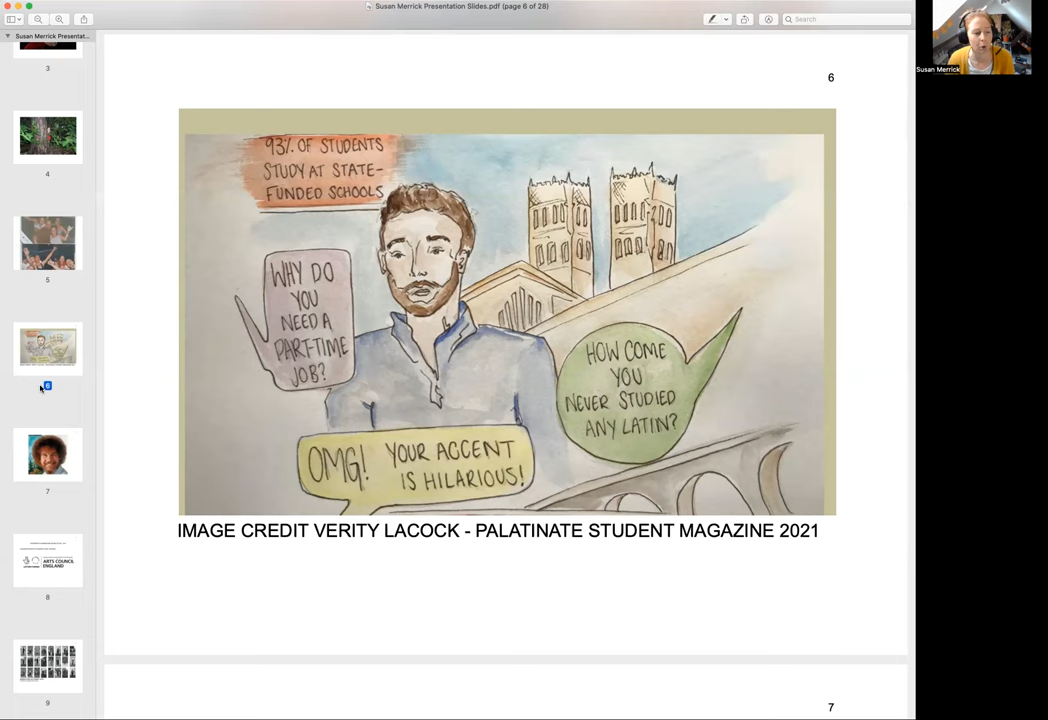 Susan Merrick Presentation Slides.pdf (page 6 of 28)
Search
Susan Merrick Presentat...
3
4
5
6
7
8
9
ARTS COUNCIL
ENGLAND
6
93% OF STUDENTS
STUDY AT STATE-
FUNDED SCHOOLS
WHY DO
YOU
NEED A
PART-TIME
JOB?
HOW COME
YOU
NEVER STUDIED
ANY LATIN?
OMG! YOUR ACCENT
IS HILARIOUS!
IMAGE CREDIT VERITY LACOCK - PALATINATE STUDENT MAGAZINE 2021
7
Susan Merrick